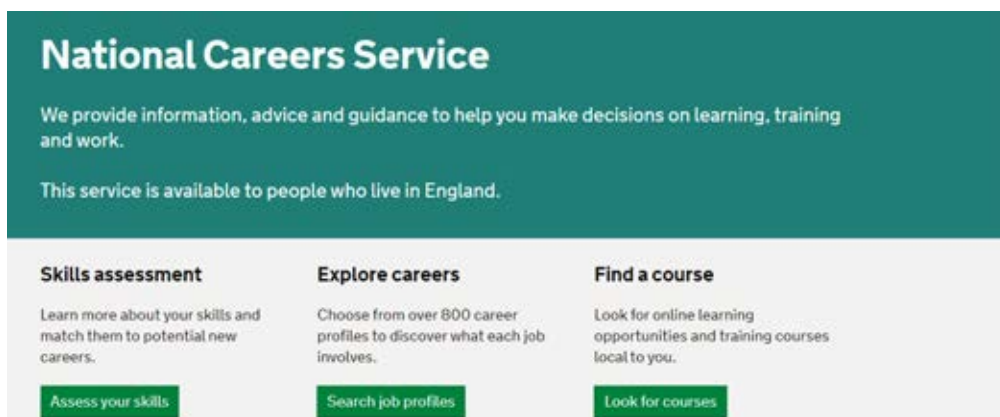 National Careers Service
We provide information, advice and guidance to help you make decisions on learning, training
and work.
This service is available to people who live in England.
Skills assessment
Learn more about your skills and
match them to potential new
careers.
Assess your skills
Explore careers
Choose from over 800 career
profiles to discover what each job
involves.
Search job profiles
Find a course
Look for online learning
opportunities and training courses
local to you.
Look for courses